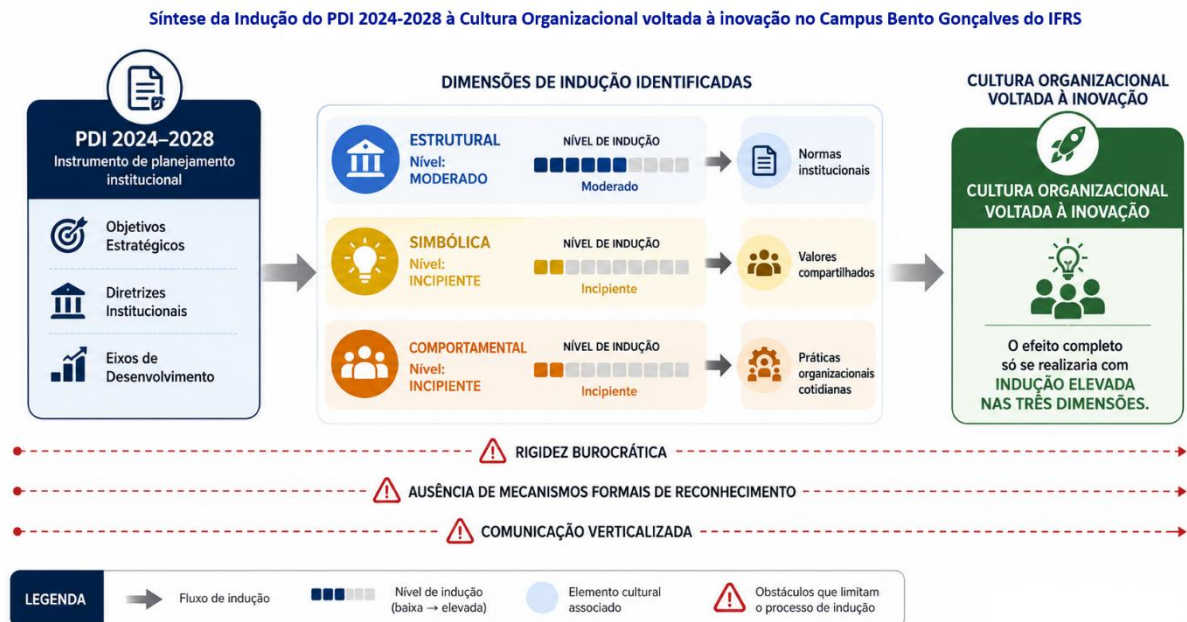 Síntese da Indução do PDI 2024-2028 à Cultura Organizacional voltada à inovação no Campus Bento Gonçalves do IFRS
PDI 2024–2028
Instrumento de planejamento
institucional
Objetivos
Estratégicos
Diretrizes
Institucionais
Eixos de
Desenvolvimento
DIMENSÕES DE INDUÇÃO IDENTIFICADAS
ESTRUTURAL
Nível:
MODERADO
NÍVEL DE INDUÇÃO
Moderado
Normas
institucionais
SIMBÓLICA
Nível:
INCIPIENTE
NÍVEL DE INDUÇÃO
Incipiente
Valores
compartilhados
COMPORTAMENTAL
Nível:
INCIPIENTE
NÍVEL DE INDUÇÃO
Incipiente
Práticas
organizacionais
cotidianas
CULTURA ORGANIZACIONAL
VOLTADA À INOVAÇÃO
CULTURA ORGANIZACIONAL
VOLTADA À INOVAÇÃO
O efeito completo
só se realizaria com
INDUÇÃO ELEVADA
NAS TRÊS DIMENSÕES.
RIGIDEZ BUROCRÁTICA
AUSÊNCIA DE MECANISMOS FORMAIS DE RECONHECIMENTO
COMUNICAÇÃO VERTICALIZADA
LEGENDA
Fluxo de indução
Nível de indução
(baixa → elevada)
Elemento cultural
associado
Obstáculos que limitam
o processo de indução